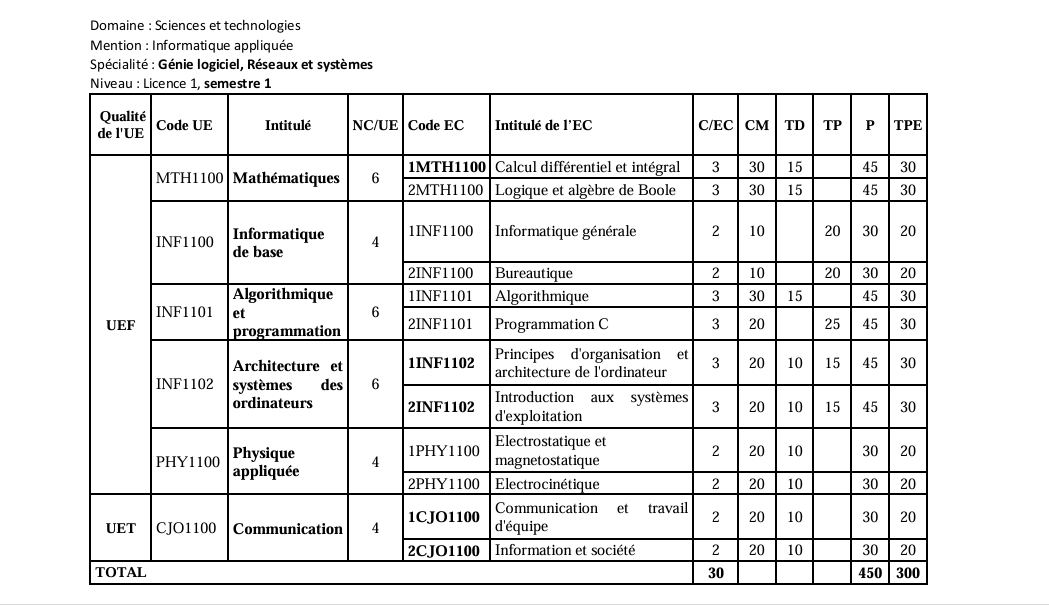 Domaine : Sciences et technologies
Mention : Informatique appliquée
Spécialité : Génie logiciel, Réseaux et systèmes
Niveau : Licence 1, semestre 1
Qualité de l'UE Code UE Intitulé NC/UE Code EC Intitulé de l'EC C/EC CM TD TP P TPE
UEF MTH1100 Mathématiques 6 1MTH1100 Calcul différentiel et intégral 3 30 15 45 30
2MTH1100 Logique et algèbre de Boole 3 30 15 45 30
INF1100 Informatique de base 4 1INF1100 Informatique générale 2 10 20 30 20
2INF1100 Bureautique 2 10 20 30 20
INF1101 Algorithmique et programmation 6 1INF1101 Algorithmique 3 30 15 45 30
2INF1101 Programmation C 3 20 25 45 30
INF1102 Architecture et systèmes des ordinateurs 6 1INF1102 Principes d'organisation et architecture de l'ordinateur 3 20 10 15 45 30
2INF1102 Introduction aux systèmes d'exploitation 3 20 10 15 45 30
PHY1100 Physique appliquée 4 1PHY1100 Electrostatique et magnetostatique 2 20 10 30 20
2PHY1100 Electrocinétique 2 20 10 30 20
UET CJO1100 Communication 4 1CJO1100 Communication et travail d'équipe 2 20 10 30 20
2CJO1100 Information et société 2 20 10 30 20
TOTAL 30 450 300